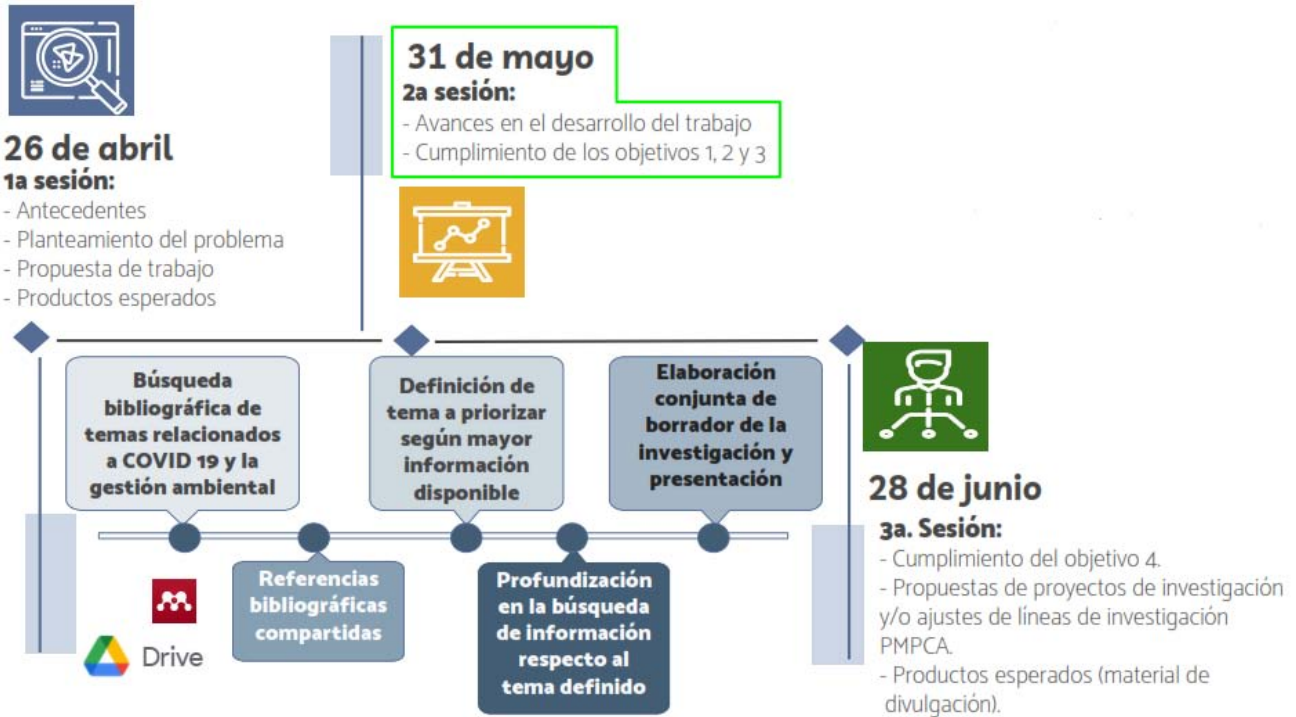 26 de abril
1a sesión:
- Antecedentes
- Planteamiento del problema
- Propuesta de trabajo
- Productos esperados
31 de mayo
2a sesión:
- Avances en el desarrollo del trabajo
- Cumplimiento de los objetivos 1, 2 y 3
Búsqueda
bibliográfica de
temas relacionados
a COVID 19 y la
gestión ambiental
Referencias
bibliográficas
compartidas
Drive
Definición de
tema a priorizar
según mayor
información
disponible
Profundización
en la búsqueda
de información
respecto al
tema definido
Elaboración
conjunta de
borrador de la
investigación y
presentación
28 de junio
3a. Sesión:
- Cumplimiento del objetivo 4.
- Propuestas de proyectos de investigación
y/o ajustes de líneas de investigación
PMPCA.
- Productos esperados (material de
divulgación).